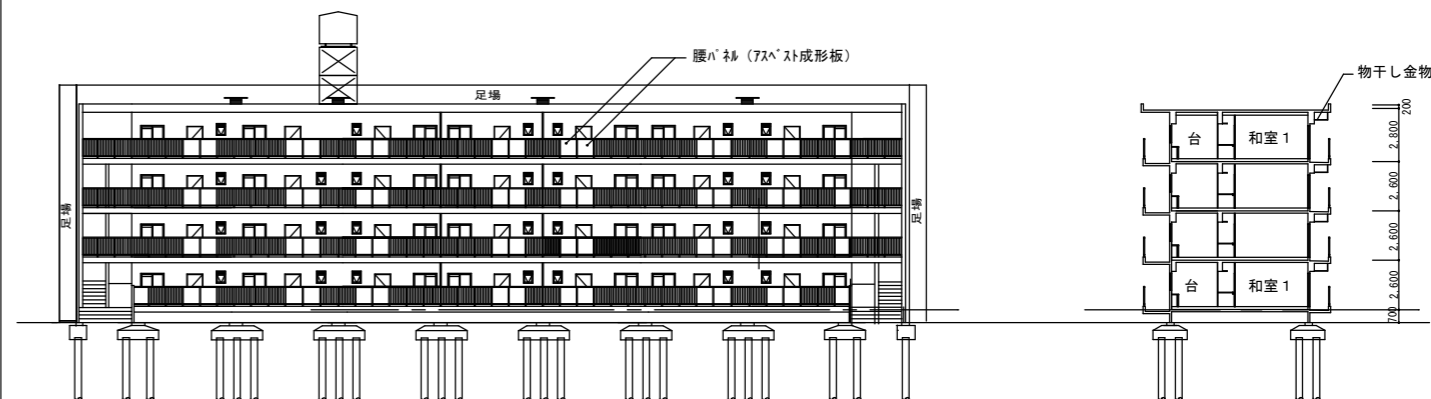 腰ﾊﾟﾈﾙ（ｱｽﾍﾞｽﾄ成形板）
足場
足場
足場
物干し金物
200
台
和室１
2,800
2,600
2,600
台
和室１
2,600
700